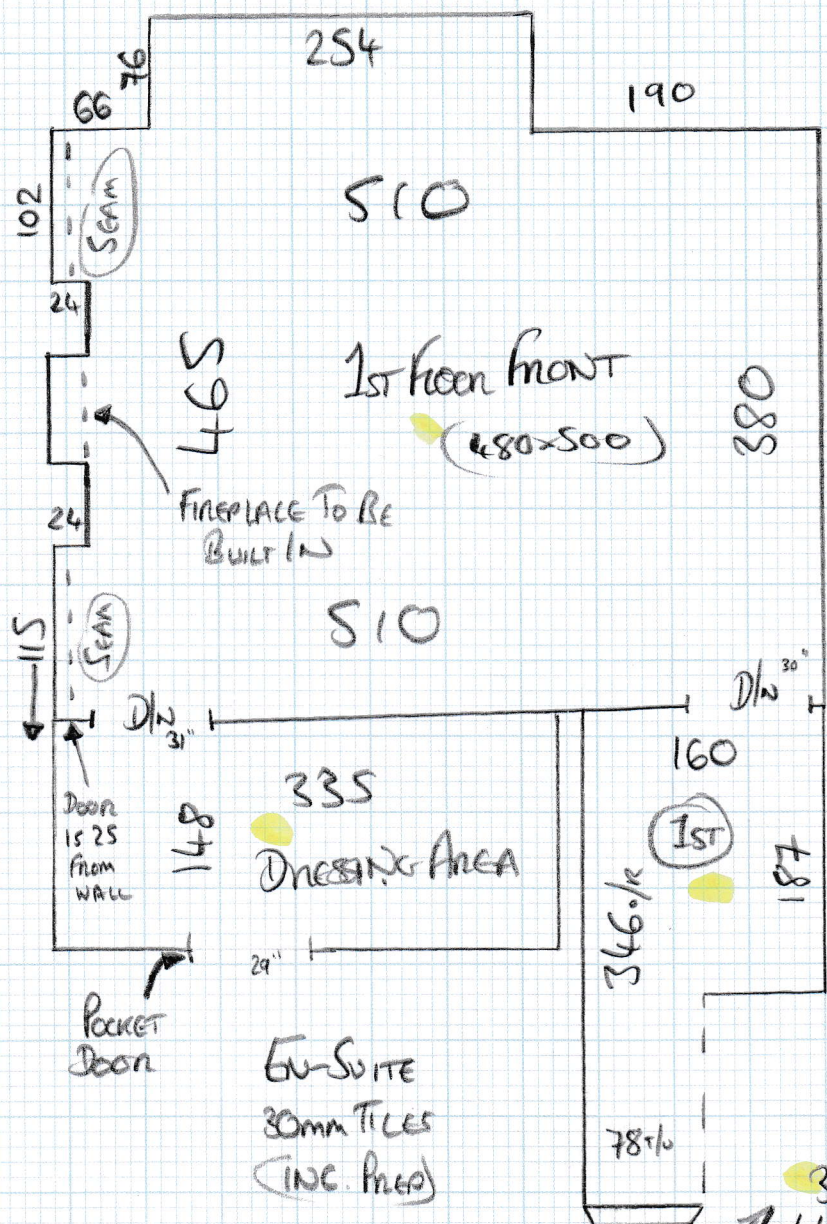 254
76
66
190
102
SEAM
510
24
465
1ST FLOOR FRONT
(480x500)
380
FIREPLACE TO BE
BUILT IN
24
115
SEAM
510
D/N 31"
D/N 30"
160
DOOR
IS 25
FROM
WALL
148
335
DRESSING AREA
1ST
346 o/R
187
29"
POCKET
DOOR
EN-SUITE
30mm TILES
(INC. PREP)
78 T/O